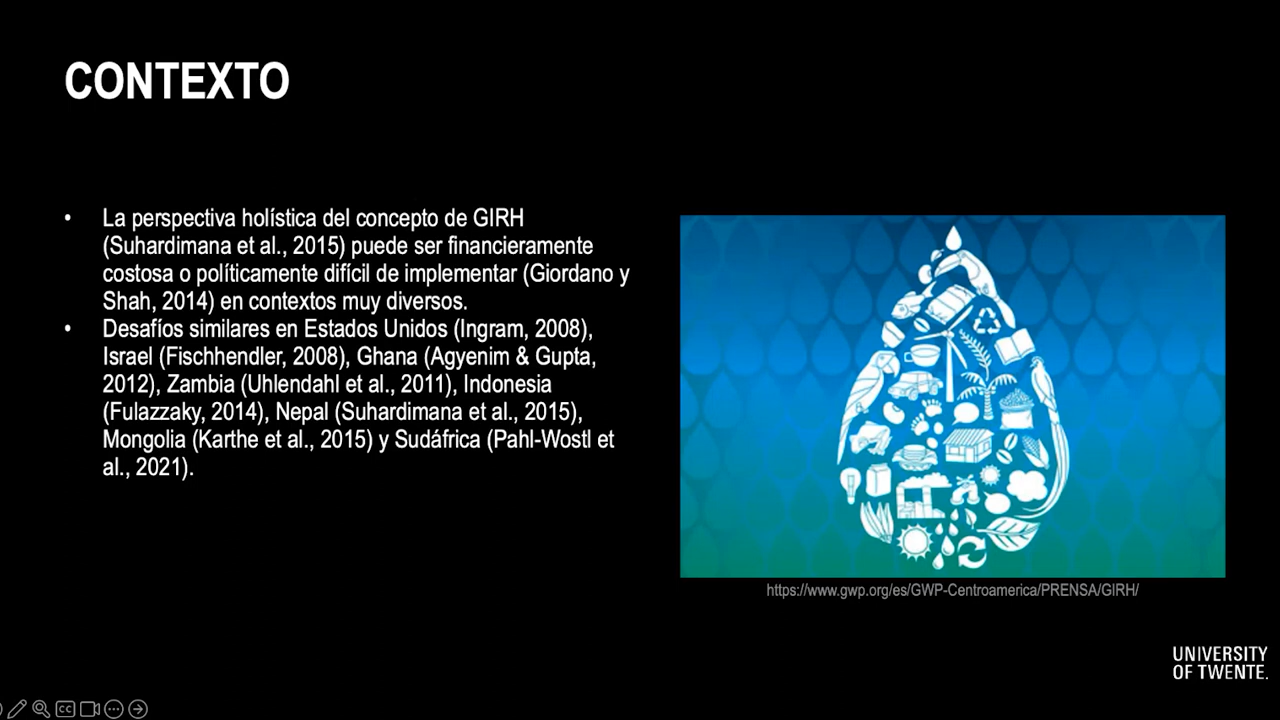 CONTEXTO
• La perspectiva holística del concepto de GIRH
(Suhardimana et al., 2015) puede ser financieramente
costosa o políticamente difícil de implementar (Giordano y
Shah, 2014) en contextos muy diversos.
• Desafíos similares en Estados Unidos (Ingram, 2008),
Israel (Fischhendler, 2008), Ghana (Agyenim & Gupta,
2012), Zambia (Uhlendahl et al., 2011), Indonesia
(Fulazzaky, 2014), Nepal (Suhardimana et al., 2015),
Mongolia (Karthe et al., 2015) y Sudáfrica (Pahl-Wostl et
al., 2021).
https://www.gwp.org/es/GWP-Centroamerica/PRENSA/GIRH/
UNIVERSITY
OF TWENTE.
CC